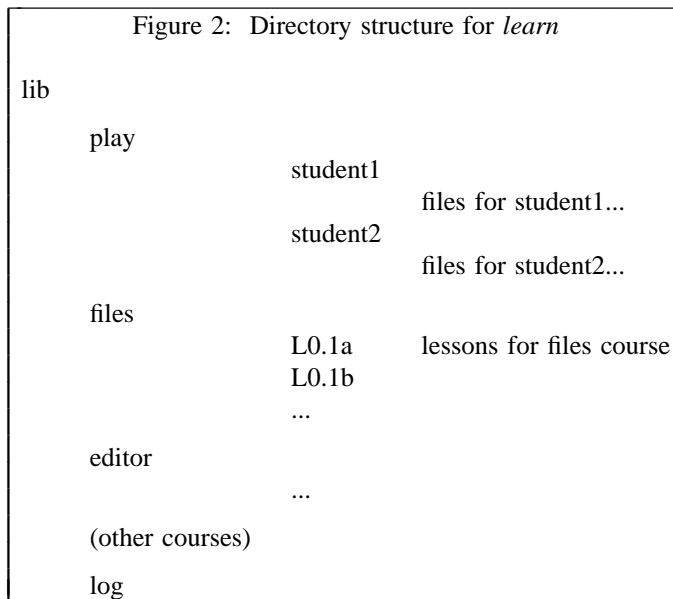 Figure 2: Directory structure for learn
lib
play
student1
files for student1...
student2
files for student2...
files
L0.1a lessons for files course
L0.1b
...
editor
...
(other courses)
log